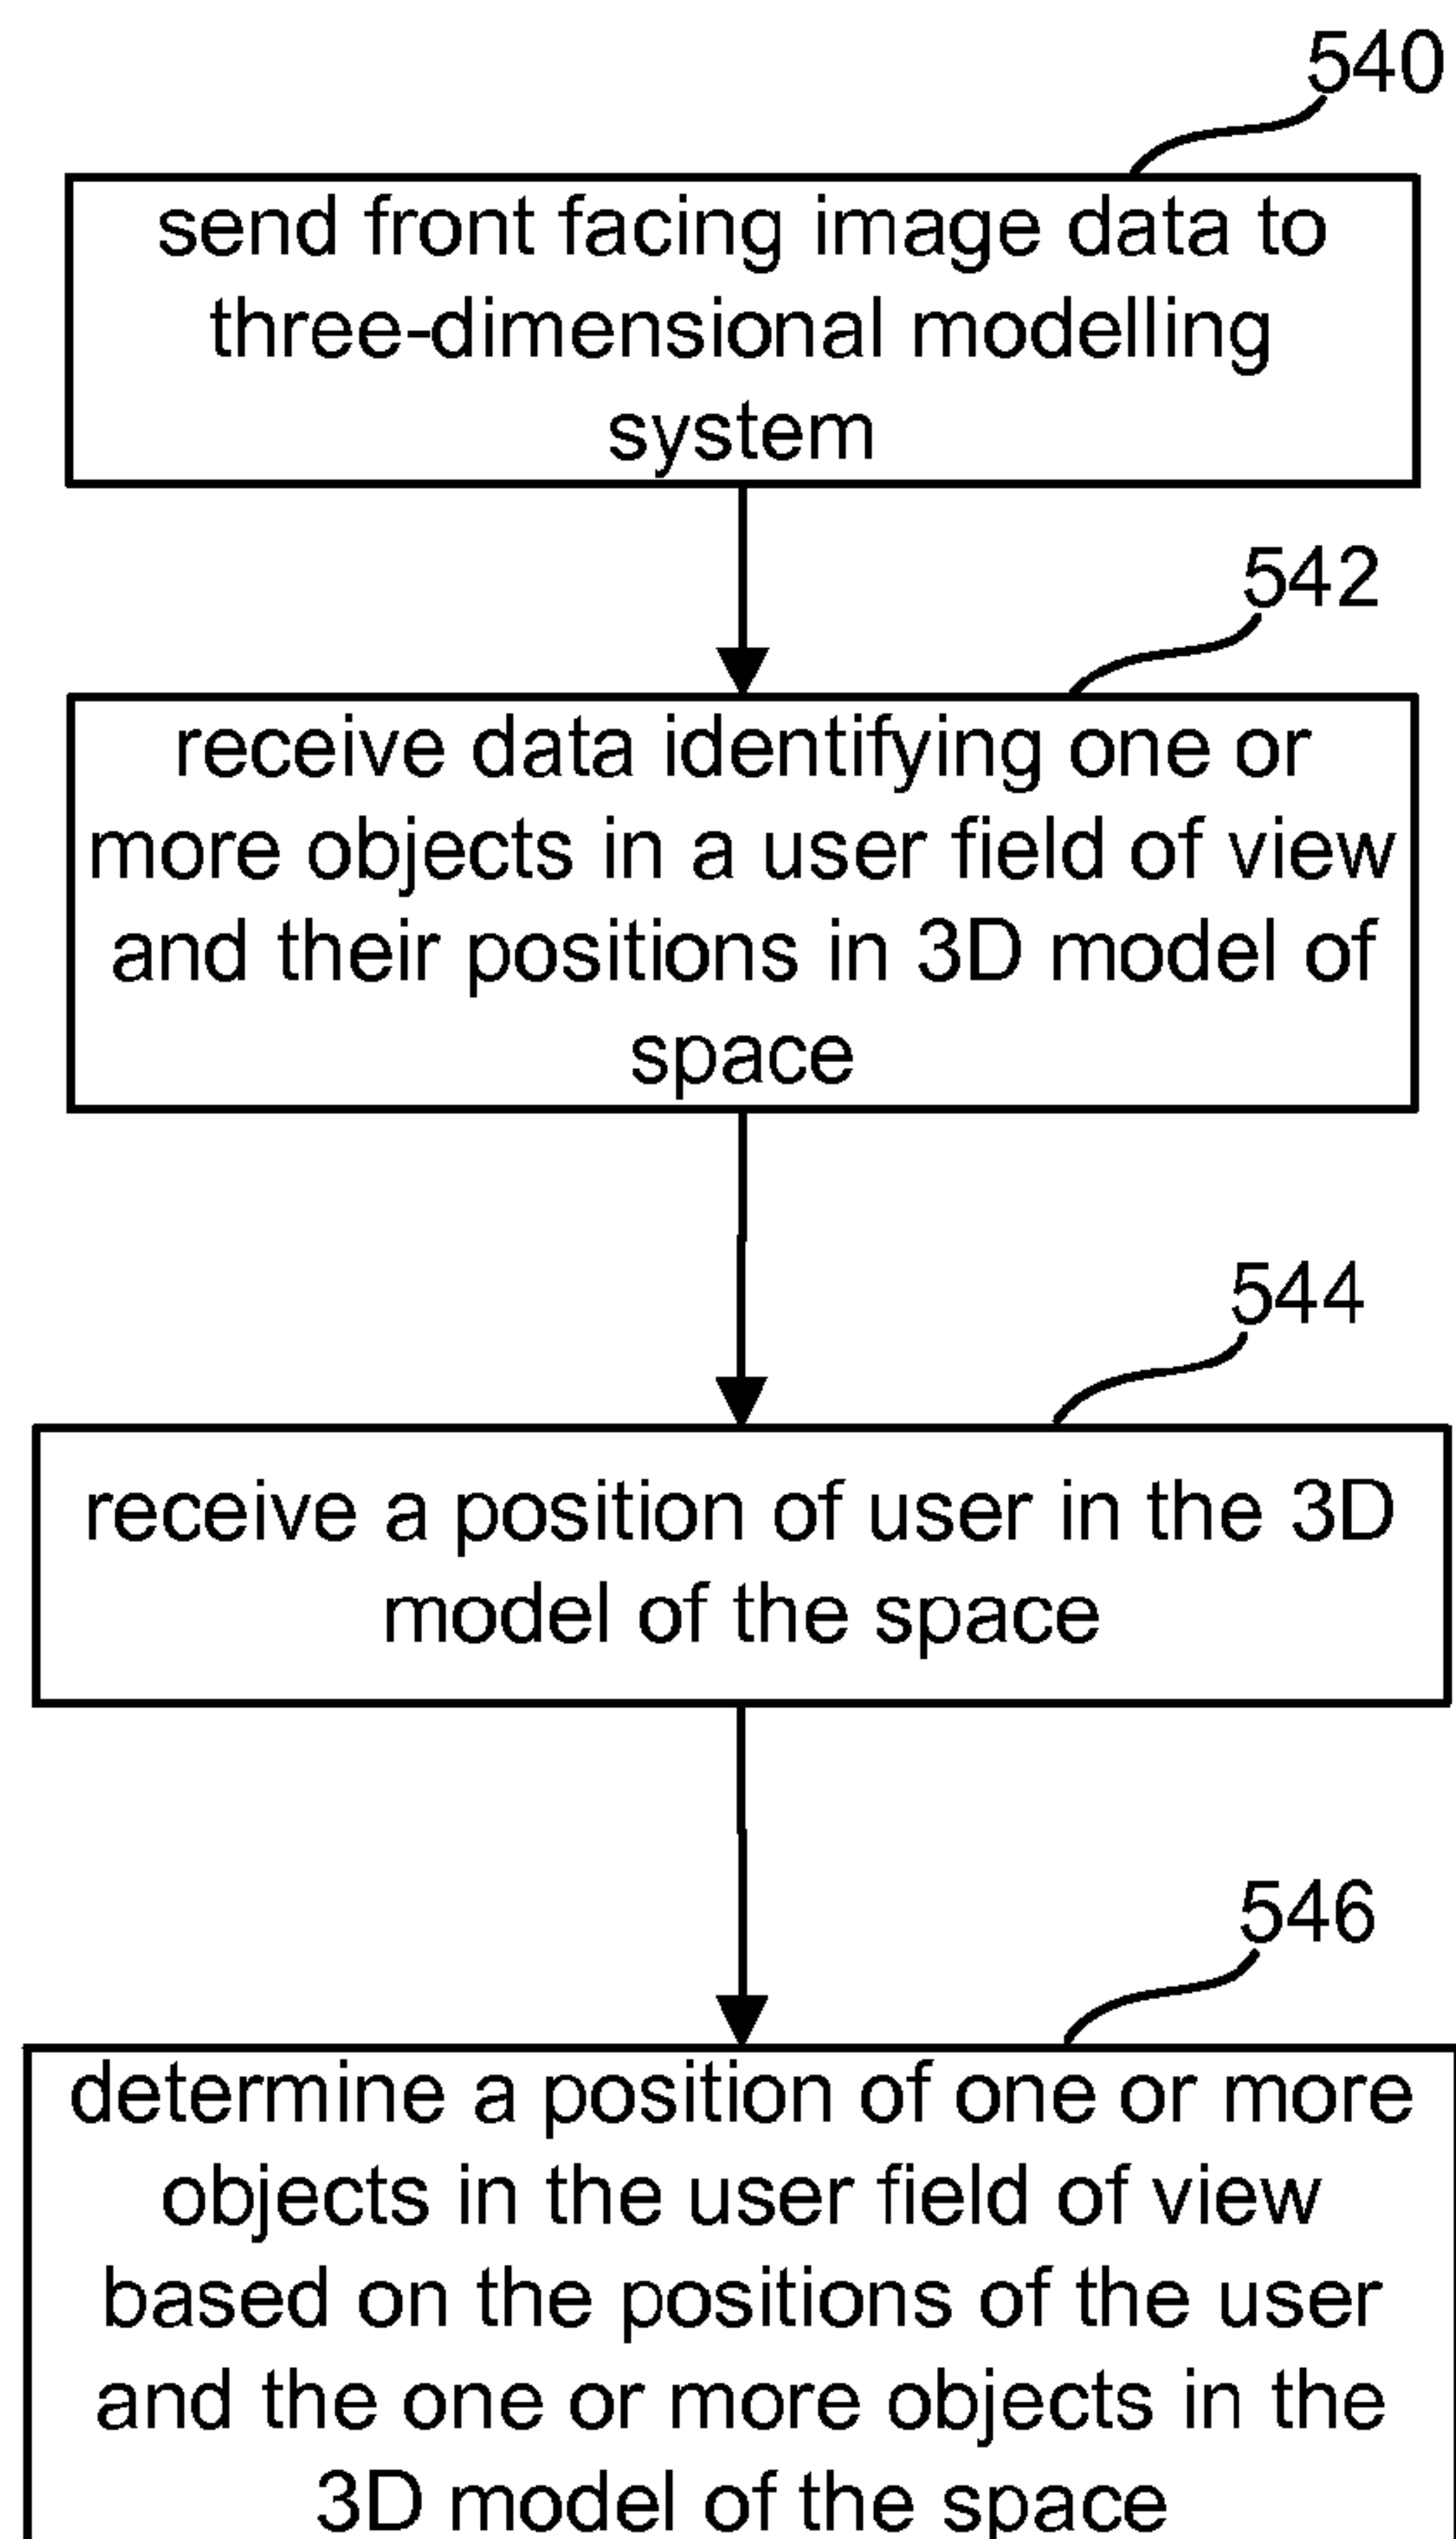 540
send front facing image data to
three-dimensional modelling
system
542
receive data identifying one or
more objects in a user field of view
and their positions in 3D model of
space
544
receive a position of user in the 3D
model of the space
546
determine a position of one or more
objects in the user field of view
based on the positions of the user
and the one or more objects in the
3D model of the space